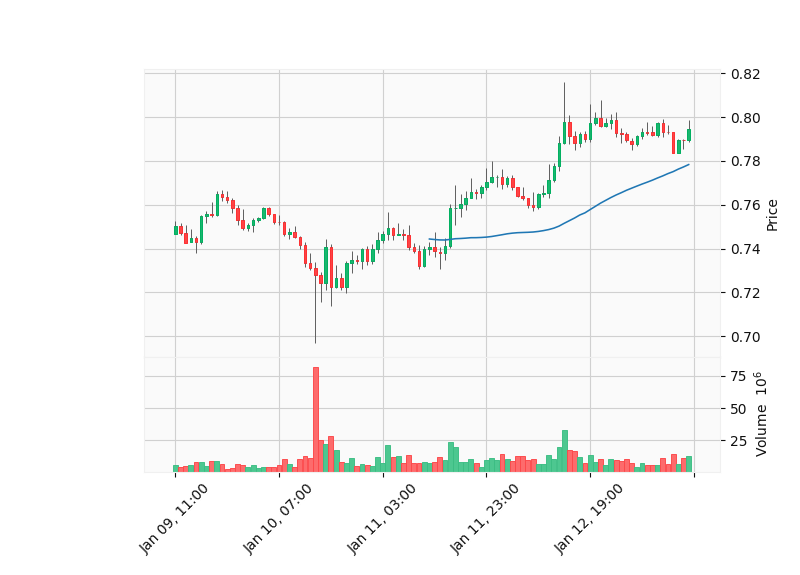 0.82
0.80
0.78
0.76
0.74
0.72
0.70
Price
75
50
25
Volume 10⁶
Jan 09, 11:00
Jan 10, 07:00
Jan 11, 03:00
Jan 11, 23:00
Jan 12, 19:00